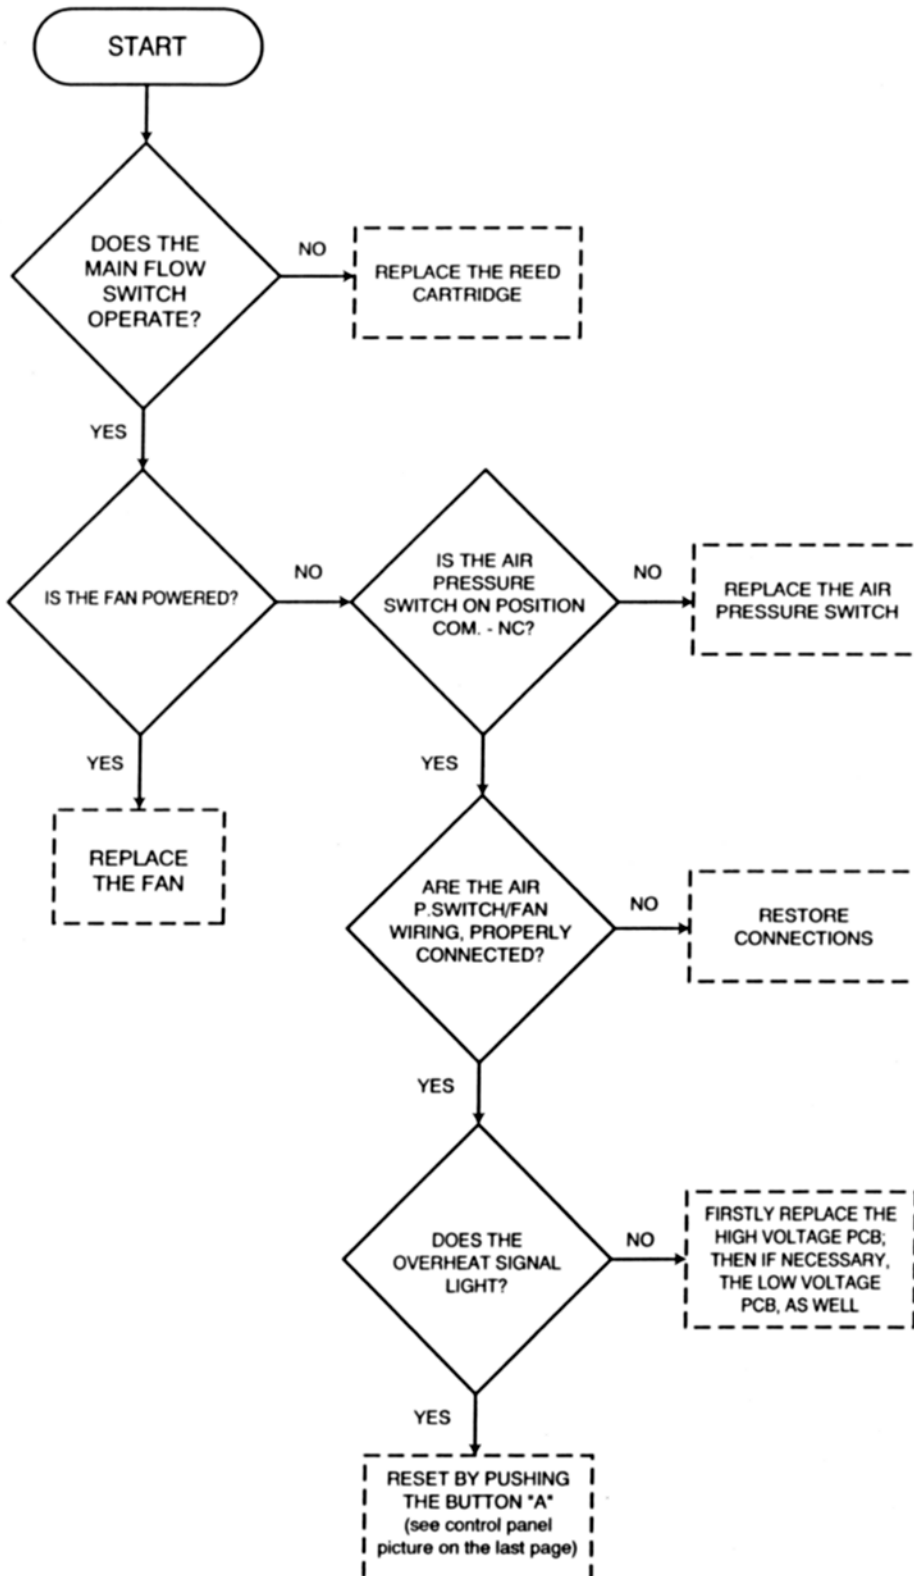 START
DOES THE
MAIN FLOW
SWITCH
OPERATE?
NO
REPLACE THE REED
CARTRIDGE
YES
IS THE FAN POWERED?
NO
IS THE AIR
PRESSURE
SWITCH ON POSITION
COM. - NC?
NO
REPLACE THE AIR
PRESSURE SWITCH
YES
REPLACE
THE FAN
YES
ARE THE AIR
P.SWITCH/FAN
WIRING, PROPERLY
CONNECTED?
NO
RESTORE
CONNECTIONS
YES
DOES THE
OVERHEAT SIGNAL
LIGHT?
NO
FIRSTLY REPLACE THE
HIGH VOLTAGE PCB;
THEN IF NECESSARY,
THE LOW VOLTAGE
PCB, AS WELL
YES
RESET BY PUSHING
THE BUTTON "A"
(see control panel
picture on the last page)